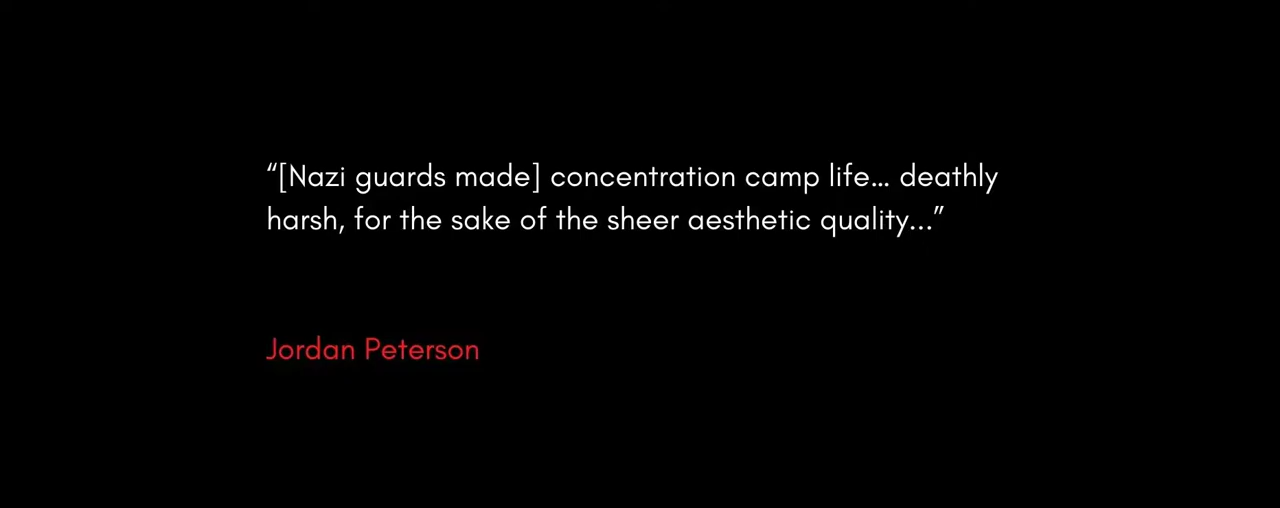 “[Nazi guards made] concentration camp life... deathly
harsh, for the sake of the sheer aesthetic quality...”
Jordan Peterson